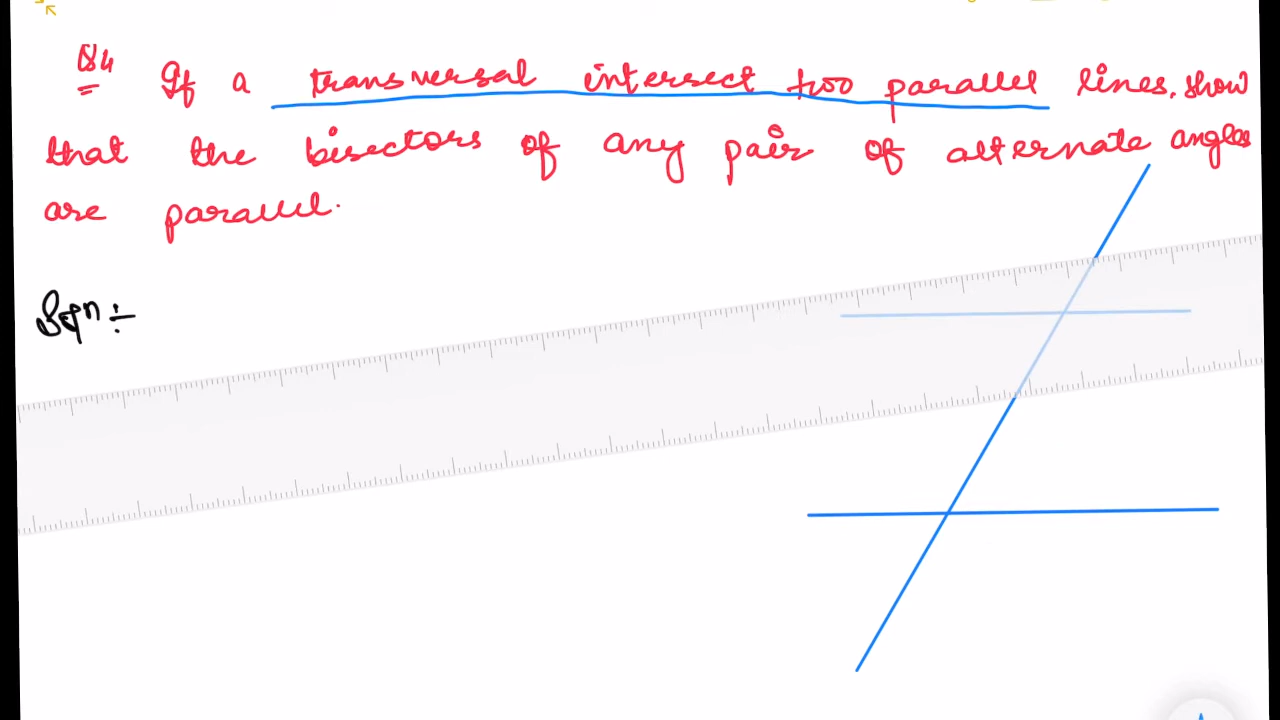 Q4 If a transversal intersect two parallel lines, show
that the bisectors of any pair of alternate angles
are parallel.
Sol^n :-